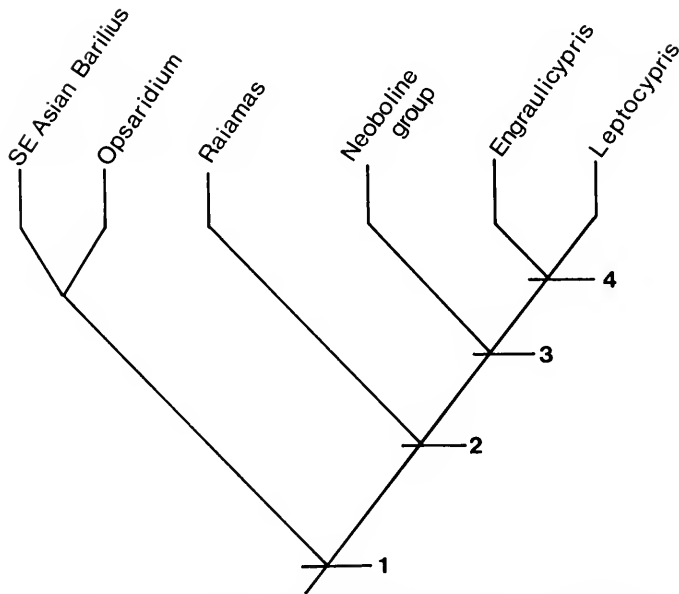 SE Asian Barilius
Opsaridium
Raiamas
Neoboline
group
Engraulicypris
Leptocypris
4
3
2
1